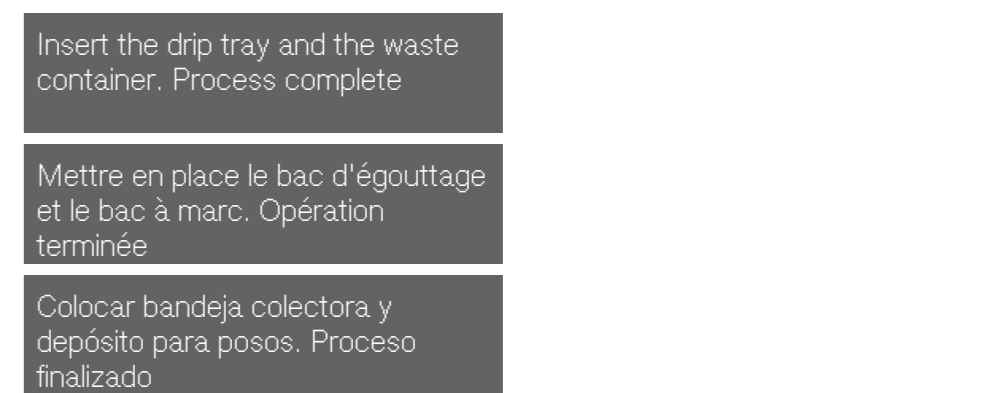 Insert the drip tray and the waste
container. Process complete
Mettre en place le bac d'égouttage
et le bac à marc. Opération
terminée
Colocar bandeja colectora y
depósito para posos. Proceso
finalizado